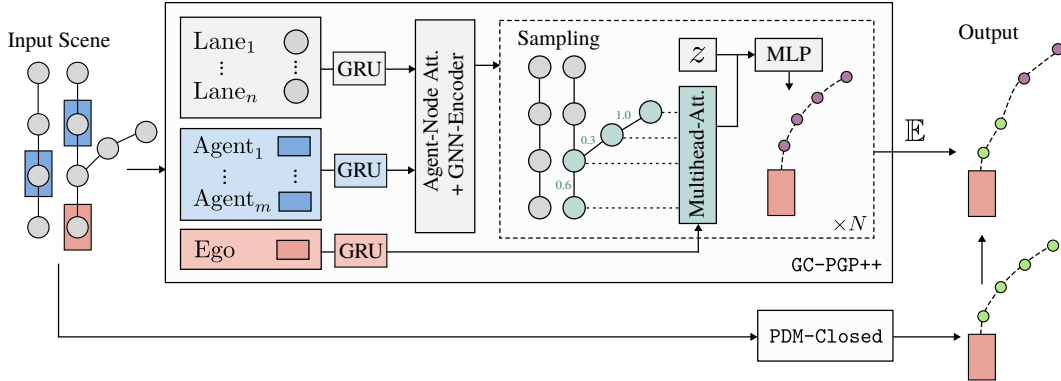 Input Scene
Lane₁
⋮
Laneₙ
GRU
Agent₁
⋮
Agentₘ
GRU
Ego
GRU
Agent-Node Att.
+ GNN-Encoder
Sampling
1.0
0.3
0.6
z
MLP
Multihead-Att.
×N
GC-PGP++
𝔼
Output
PDM-Closed